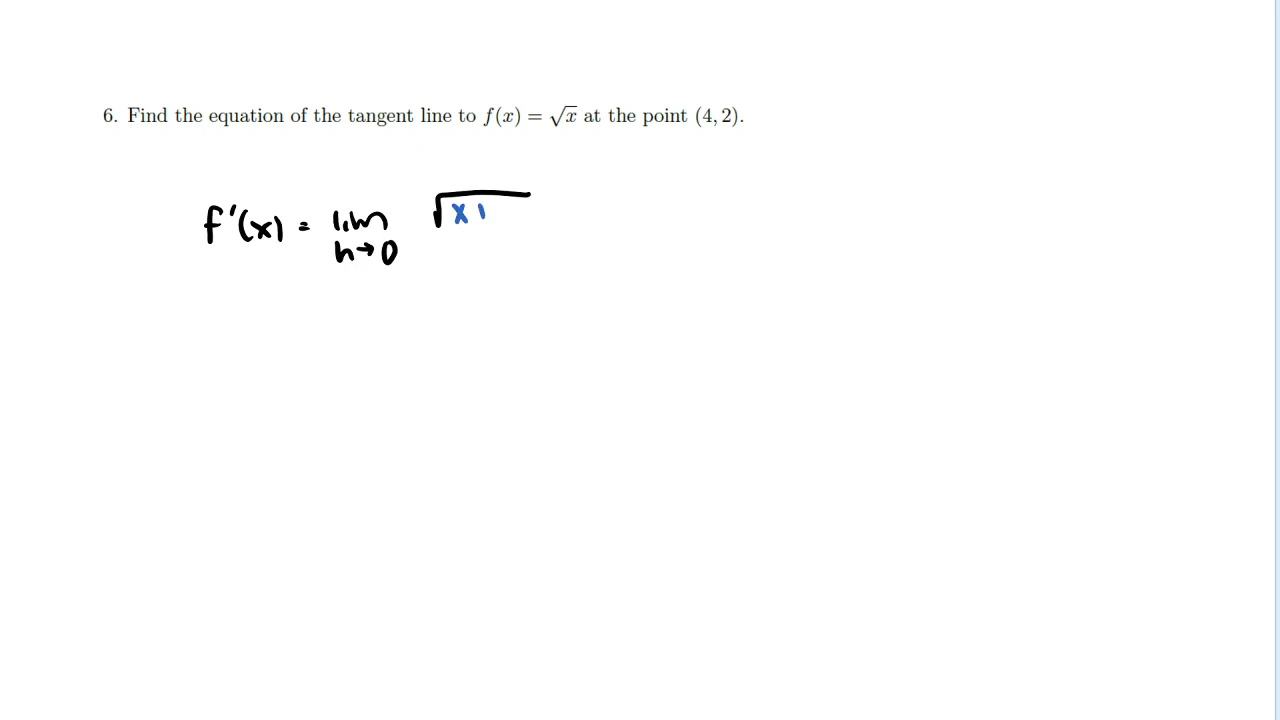 6. Find the equation of the tangent line to f(x) = √x at the point (4, 2).
f'(x) = lim √x I
h→0